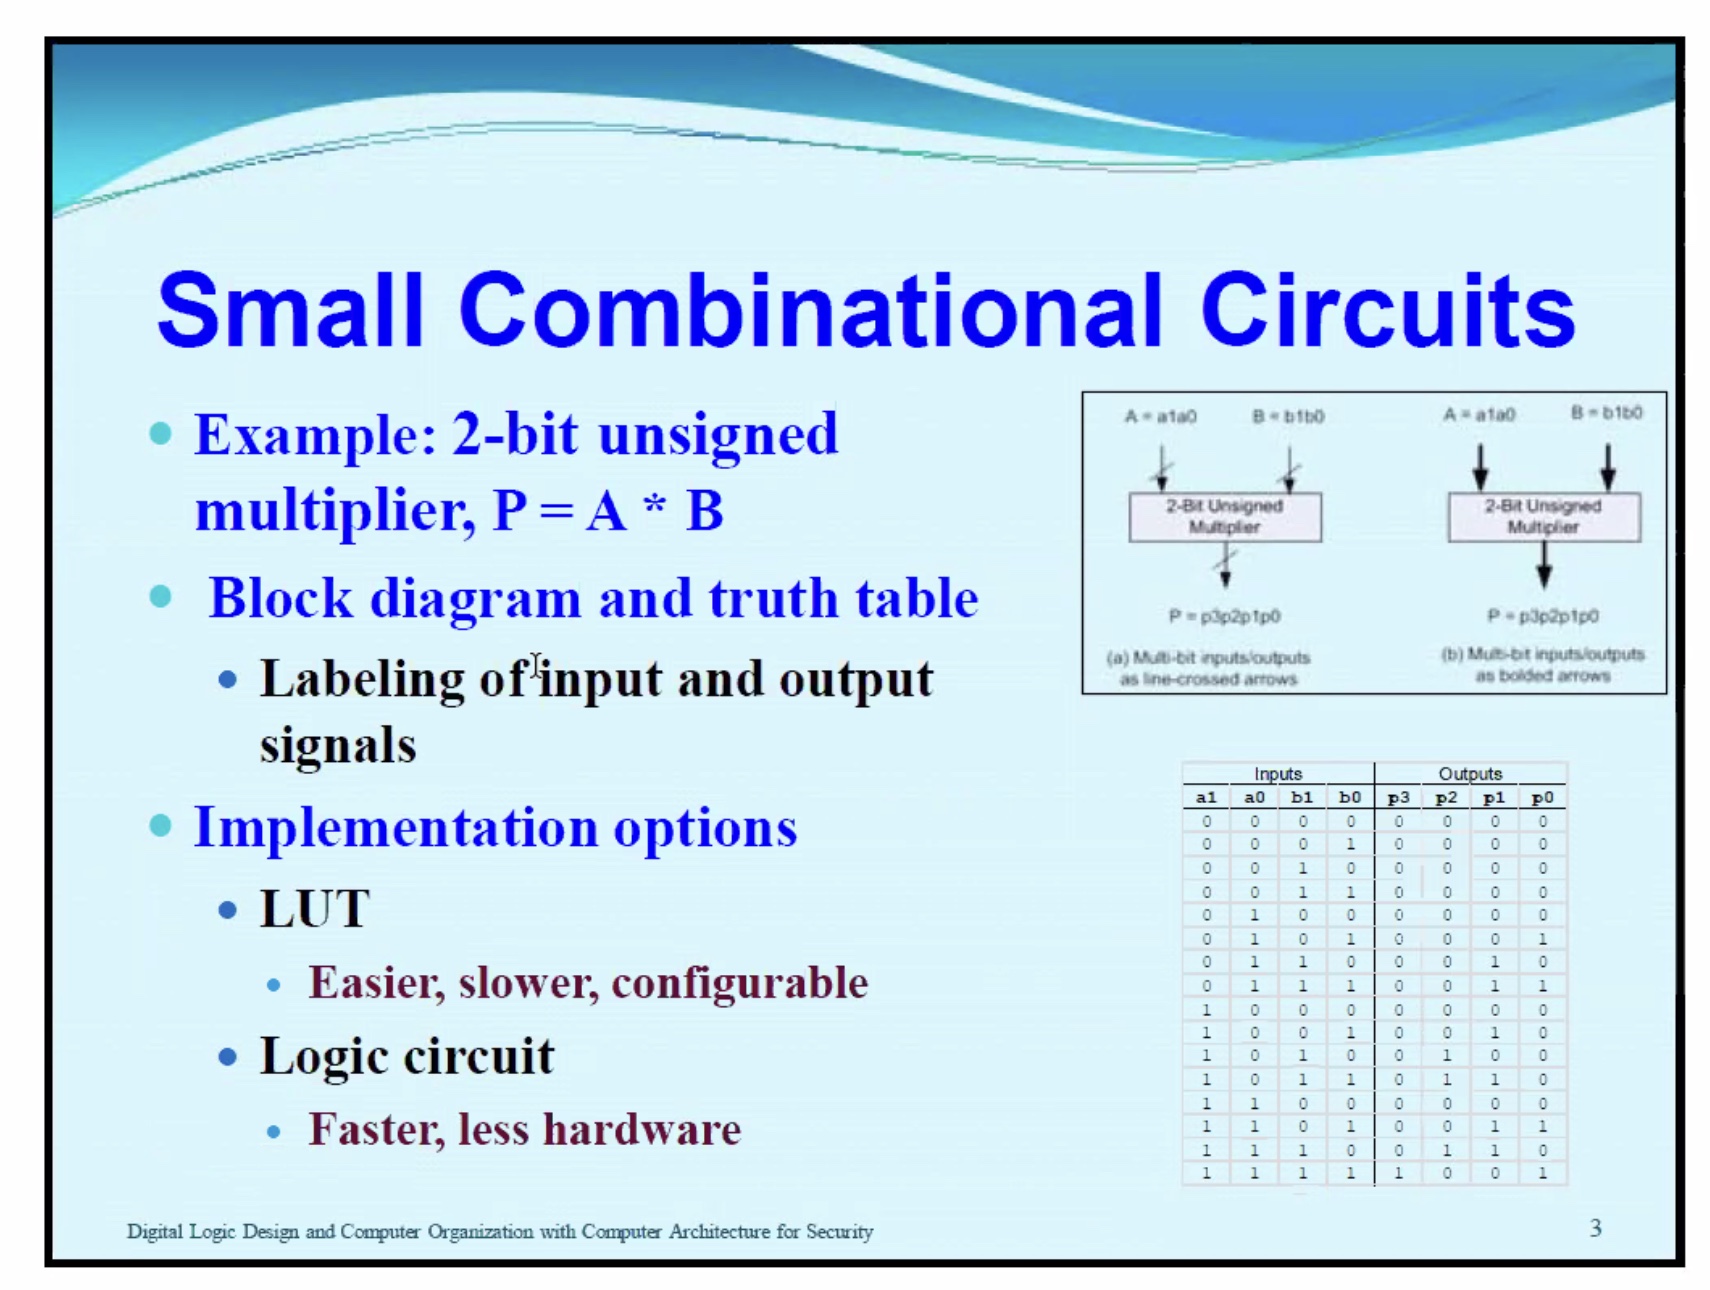 Small Combinational Circuits
Example: 2-bit unsigned
multiplier, P = A * B
Block diagram and truth table
Labeling of input and output
signals
Implementation options
LUT
Easier, slower, configurable
Logic circuit
Faster, less hardware
A = a1a0 B = b1b0
2-Bit Unsigned
Multiplier
P = p3p2p1p0
(a) Multi-bit inputs/outputs
as line-crossed arrows
A = a1a0 B = b1b0
2-Bit Unsigned
Multiplier
P = p3p2p1p0
(b) Multi-bit inputs/outputs
as bolded arrows
Inputs Outputs
a1 a0 b1 b0 p3 p2 p1 p0
0 0 0 0 0 0 0 0
0 0 0 1 0 0 0 0
0 0 1 0 0 0 0 0
0 0 1 1 0 0 0 0
0 1 0 0 0 0 0 0
0 1 0 1 0 0 0 1
0 1 1 0 0 0 1 0
0 1 1 1 0 0 1 1
1 0 0 0 0 0 0 0
1 0 0 1 0 0 1 0
1 0 1 0 0 1 0 0
1 0 1 1 0 1 1 0
1 1 0 0 0 0 0 0
1 1 0 1 0 0 1 1
1 1 1 0 0 1 1 0
1 1 1 1 1 0 0 1
Digital Logic Design and Computer Organization with Computer Architecture for Security
3